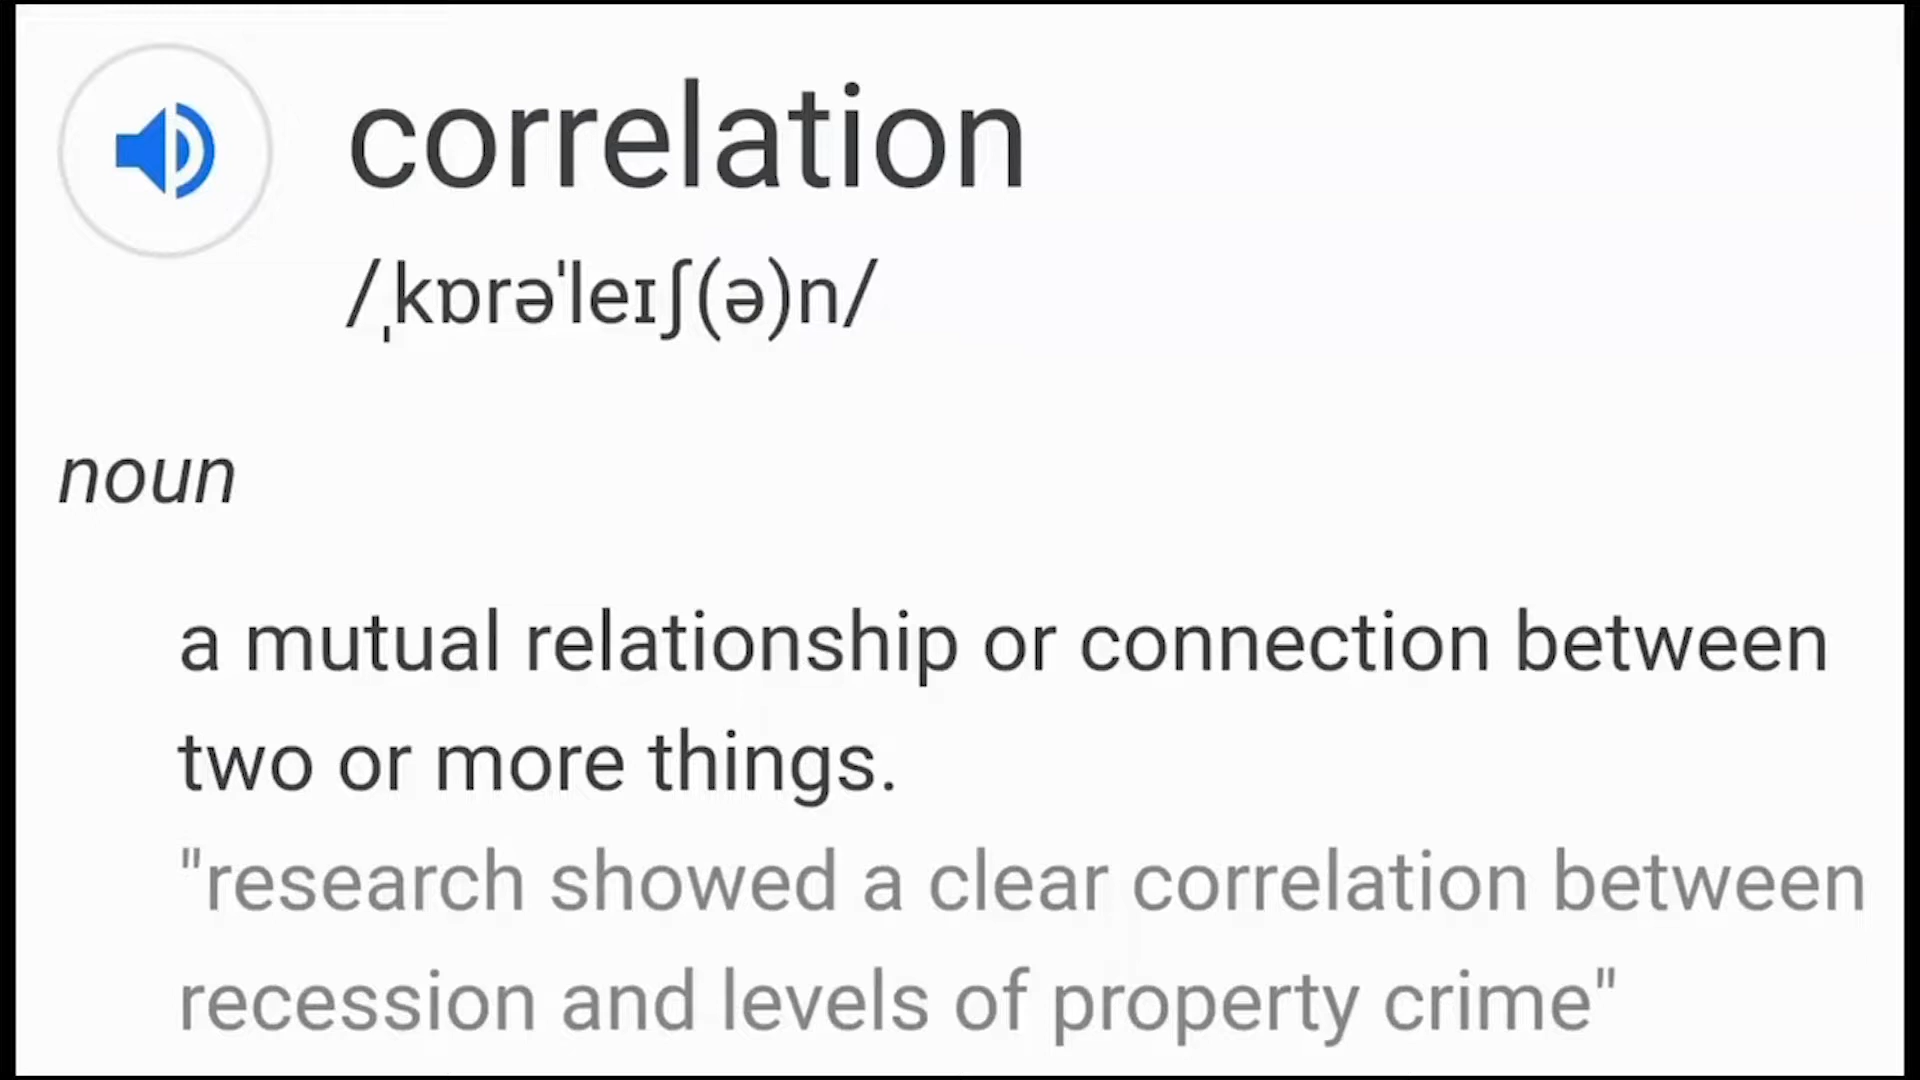 correlation
/ˌkɒrəˈleɪʃ(ə)n/
noun
a mutual relationship or connection between
two or more things.
"research showed a clear correlation between
recession and levels of property crime"